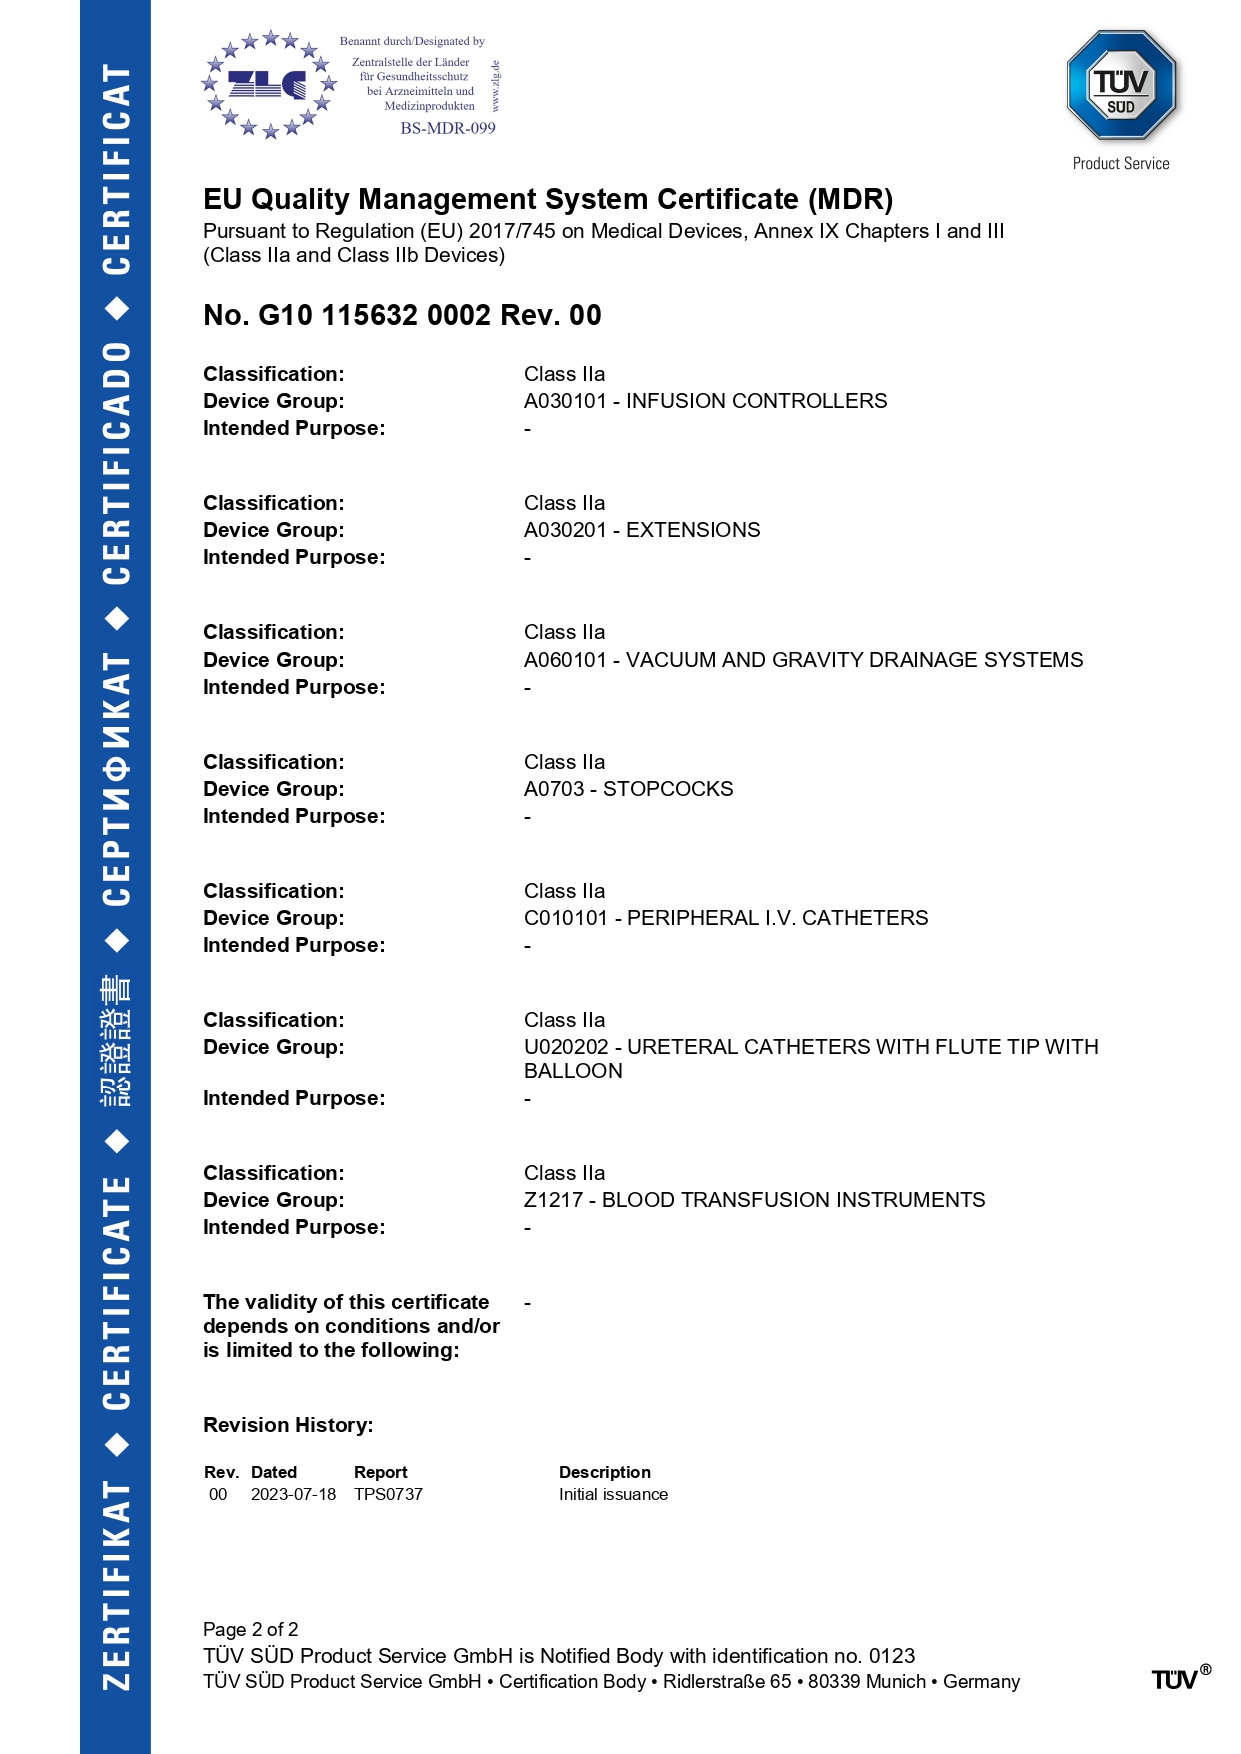 ZLG
Benannt durch/Designated by
Zentralstelle der Länder
für Gesundheitsschutz
bei Arzneimitteln und
Medizinprodukten
BS-MDR-099
www.zlg.de
TÜV
SÜD
Product Service
EU Quality Management System Certificate (MDR)
Pursuant to Regulation (EU) 2017/745 on Medical Devices, Annex IX Chapters I and III
(Class IIa and Class IIb Devices)
No. G10 115632 0002 Rev. 00
Classification: Class IIa
Device Group: A030101 - INFUSION CONTROLLERS
Intended Purpose: -
Classification: Class IIa
Device Group: A030201 - EXTENSIONS
Intended Purpose: -
Classification: Class IIa
Device Group: A060101 - VACUUM AND GRAVITY DRAINAGE SYSTEMS
Intended Purpose: -
Classification: Class IIa
Device Group: A0703 - STOPCOCKS
Intended Purpose: -
Classification: Class IIa
Device Group: C010101 - PERIPHERAL I.V. CATHETERS
Intended Purpose: -
Classification: Class IIa
Device Group: U020202 - URETERAL CATHETERS WITH FLUTE TIP WITH
BALLOON
Intended Purpose: -
Classification: Class IIa
Device Group: Z1217 - BLOOD TRANSFUSION INSTRUMENTS
Intended Purpose: -
The validity of this certificate -
depends on conditions and/or
is limited to the following:
Revision History:
Rev. Dated Report Description
00 2023-07-18 TPS0737 Initial issuance
Page 2 of 2
TÜV SÜD Product Service GmbH is Notified Body with identification no. 0123
TÜV SÜD Product Service GmbH • Certification Body • Ridlerstraße 65 • 80339 Munich • Germany
TÜV®
ZERTIFIKAT ◆ CERTIFICATE ◆ 認證證書 ◆ СЕРТИФИКАТ ◆ CERTIFICADO ◆ CERTIFICAT